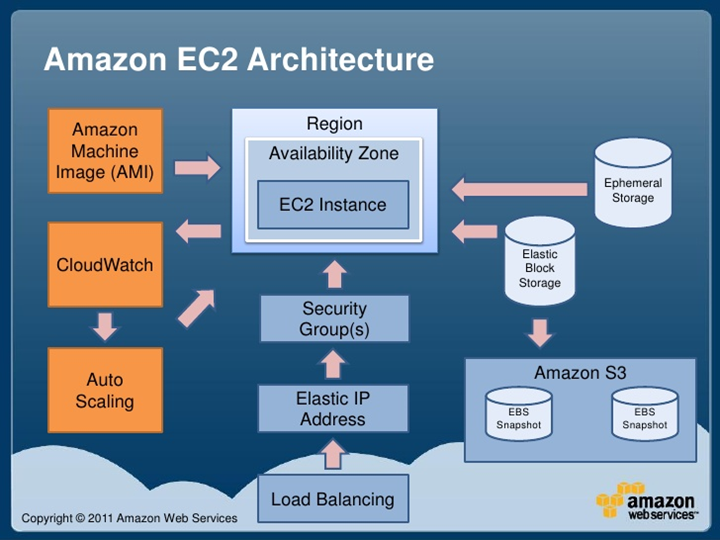 Amazon EC2 Architecture
Amazon
Machine
Image (AMI)
Region
Availability Zone
EC2 Instance
Ephemeral
Storage
CloudWatch
Elastic
Block
Storage
Security
Group(s)
Auto
Scaling
Elastic IP
Address
Amazon S3
EBS
Snapshot
EBS
Snapshot
Load Balancing
Copyright © 2011 Amazon Web Services
amazon
webservices™